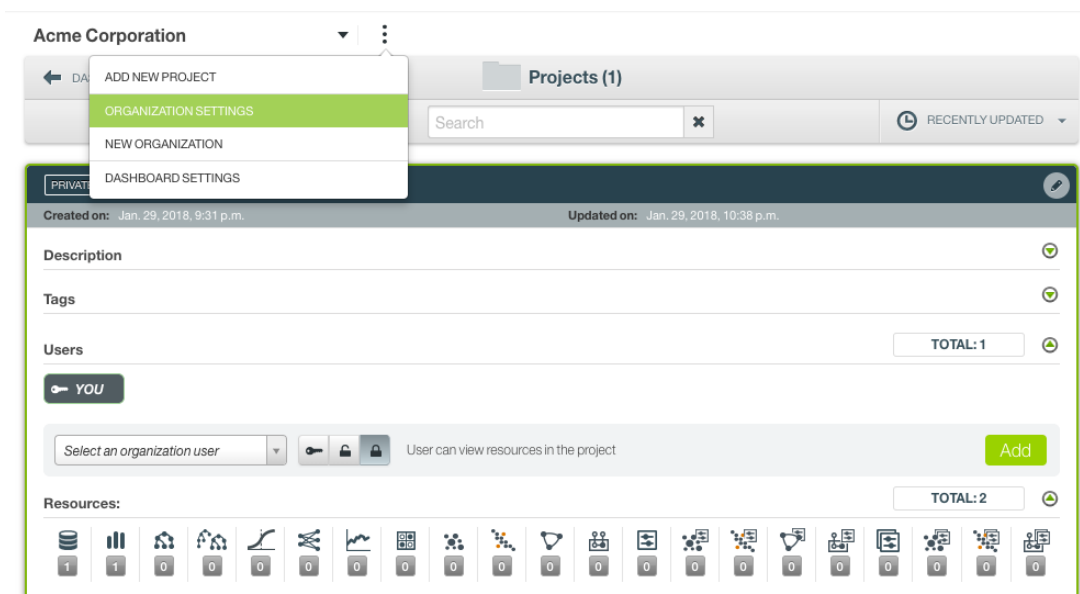 Acme Corporation
DA
ADD NEW PROJECT
Projects (1)
ORGANIZATION SETTINGS
Search
RECENTLY UPDATED
NEW ORGANIZATION
DASHBOARD SETTINGS
PRIVATE
Created on: Jan. 29, 2018, 9:31 p.m. Updated on: Jan. 29, 2018, 10:38 p.m.
Description
Tags
Users TOTAL: 1
YOU
Select an organization user User can view resources in the project Add
Resources: TOTAL: 2
1 1 0 0 0 0 0 0 0 0 0 0 0 0 0 0 0 0 0 0 0